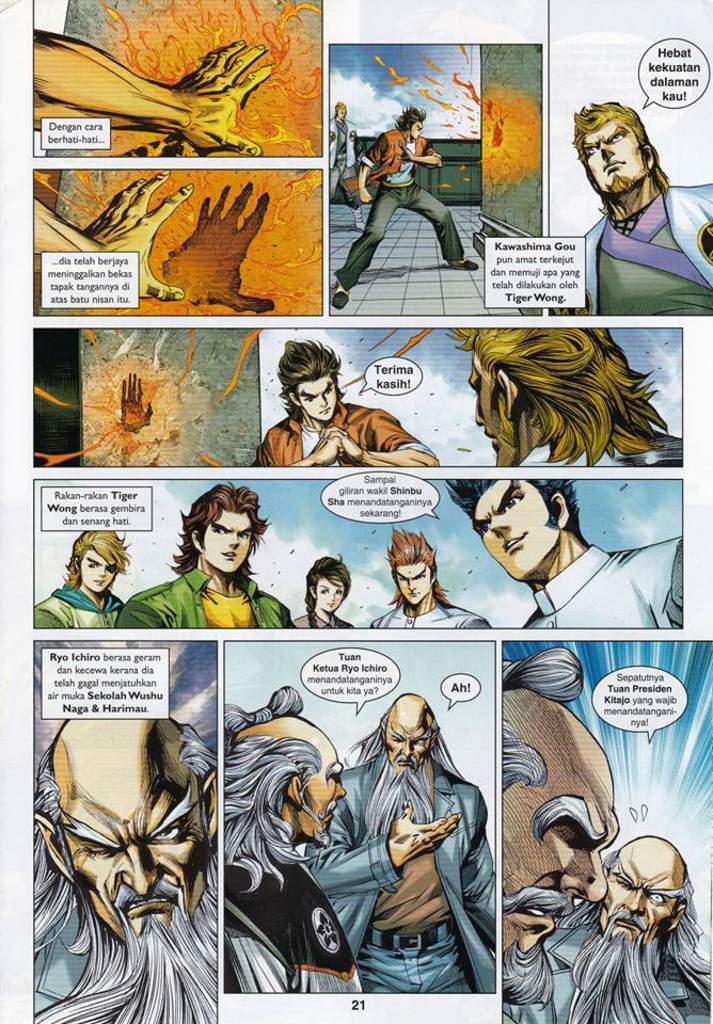 Dengan cara
berhati-hati...
...dia telah berjaya
meninggalkan bekas
tapak tangannya di
atas batu nisan itu.
Hebat
kekuatan
dalaman
kau!
Kawashima Gou
pun amat terkejut
dan memuji apa yang
telah dilakukan oleh
Tiger Wong.
Terima
kasih!
Rakan-rakan Tiger
Wong berasa gembira
dan senang hati.
Sampai
giliran wakil Shinbu
Sha menandatanganinya
sekarang!
Ryo Ichiro berasa geram
dan kecewa kerana dia
telah gagal menjatuhkan
air muka Sekolah Wushu
Naga & Harimau.
Tuan
Ketua Ryo Ichiro
menandatanganinya
untuk kita ya?
Ah!
Sepatutnya
Tuan Presiden
Kitajo yang wajib
menandatangani-
nya!
21